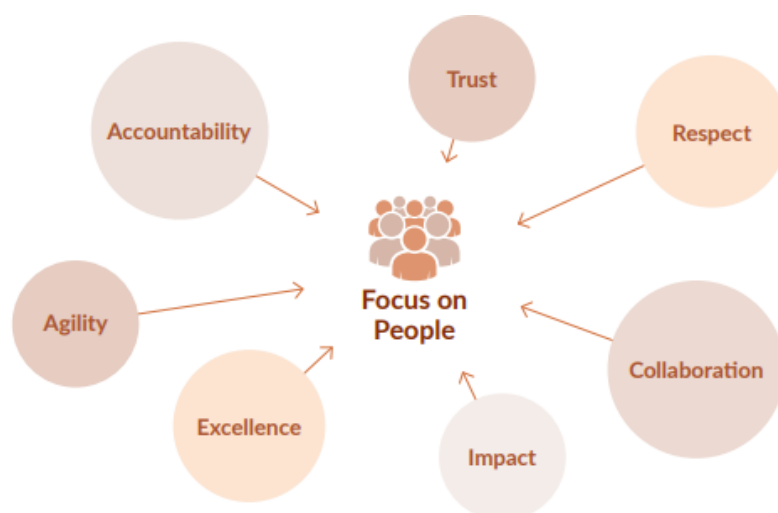 Trust
Accountability
Respect
Focus on
People
Agility
Collaboration
Excellence
Impact